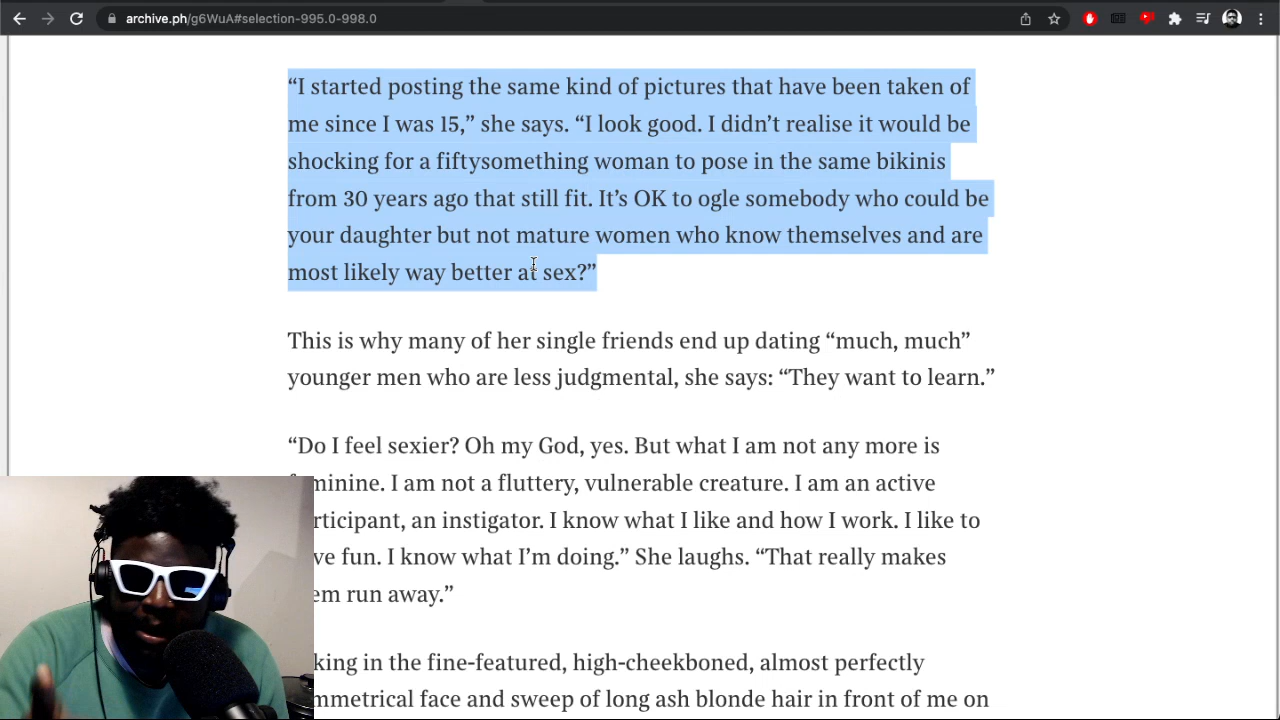 archive.ph/g6WuA#selection-995.0-998.0
“I started posting the same kind of pictures that have been taken of
me since I was 15,” she says. “I look good. I didn’t realise it would be
shocking for a fiftysomething woman to pose in the same bikinis
from 30 years ago that still fit. It’s OK to ogle somebody who could be
your daughter but not mature women who know themselves and are
most likely way better at sex?”
This is why many of her single friends end up dating “much, much”
younger men who are less judgmental, she says: “They want to learn.”
“Do I feel sexier? Oh my God, yes. But what I am not any more is
I am not a fluttery, vulnerable creature. I am an active
an instigator. I know what I like and how I work. I like to
fun. I know what I’m doing.” She laughs. “That really makes
run away.”
in the fine-featured, high-cheekboned, almost perfectly
face and sweep of long ash blonde hair in front of me on